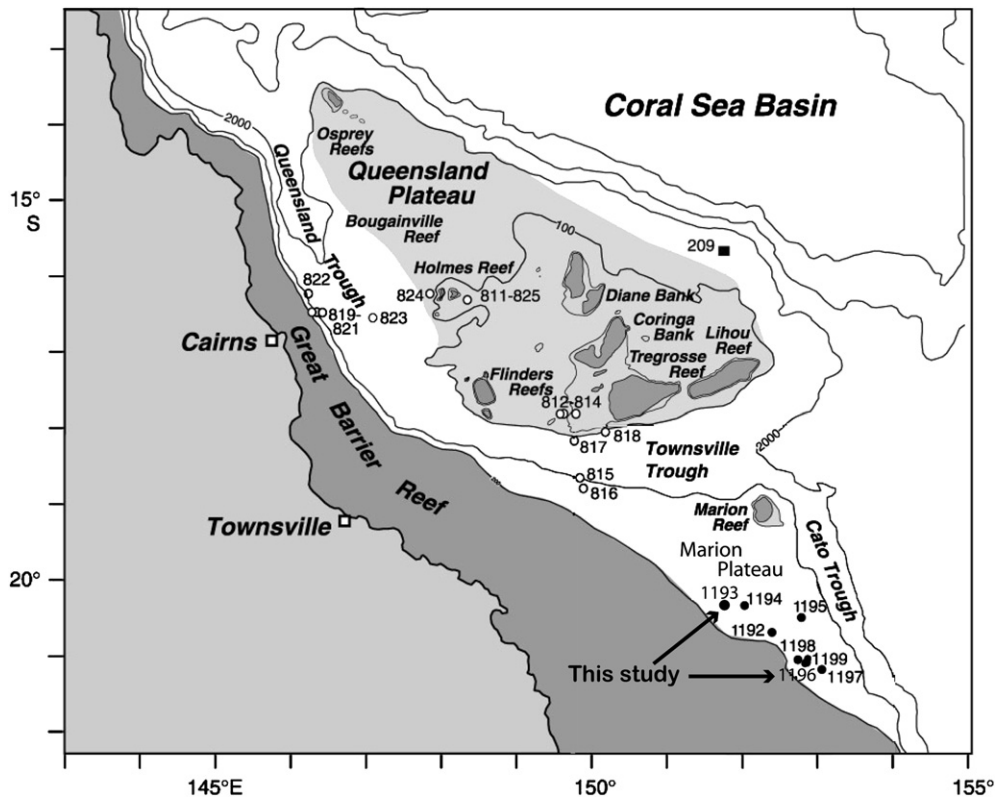 Coral Sea Basin
2000
Osprey
Reefs
Queensland
Trough
Queensland
Plateau
15°
S
Bougainville
Reef
100
209
Holmes Reef
822
824
811-825
Diane Bank
819-
821
823
Coringa
Bank
Lihou
Reef
Cairns
Great
Barrier
Reef
Tregrosse
Reef
Flinders
Reefs
812-814
818
817
2000
Townsville
Trough
815
816
Marion
Reef
Townsville
Cato Trough
Marion
Plateau
20°
1193
1194
1195
1192
1198
1199
This study
1196
1197
145°E
150°
155°